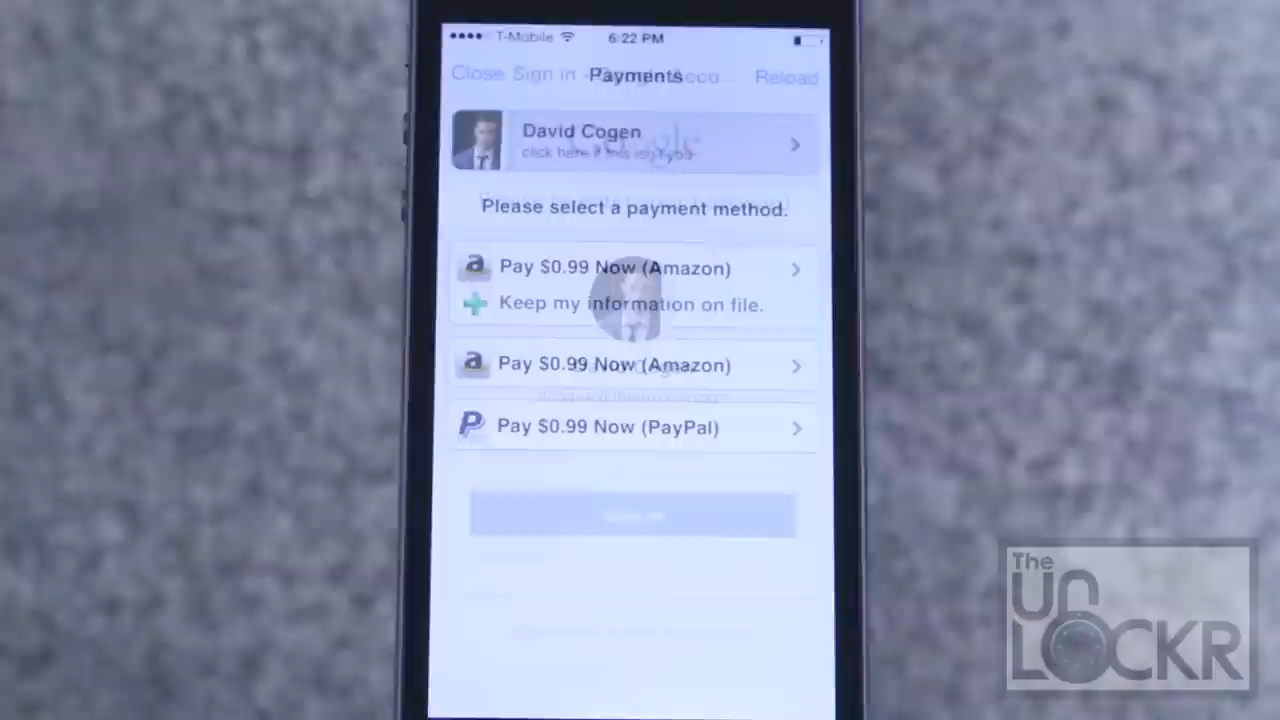 T-Mobile 6:22 PM
Close Sign in - Payments Acco... Reload
David Cogen
click here if this isn't you
Google
Please select a payment method.
Pay $0.99 Now (Amazon)
Keep my information on file.
Pay $0.99 Now (Amazon)
Pay $0.99 Now (PayPal)
The
UNLOCKR